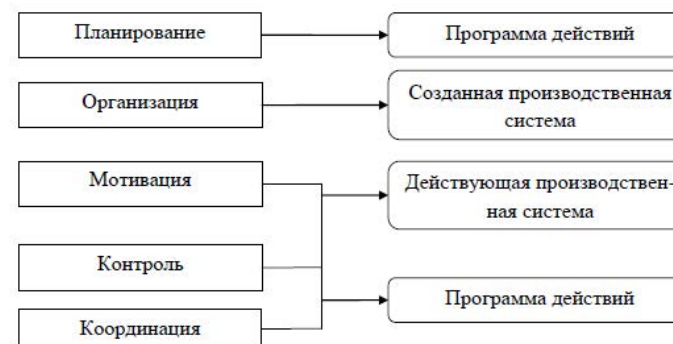 Планирование
Программа действий
Организация
Созданная производственная
система
Мотивация
Действующая производствен-
ная система
Контроль
Программа действий
Координация